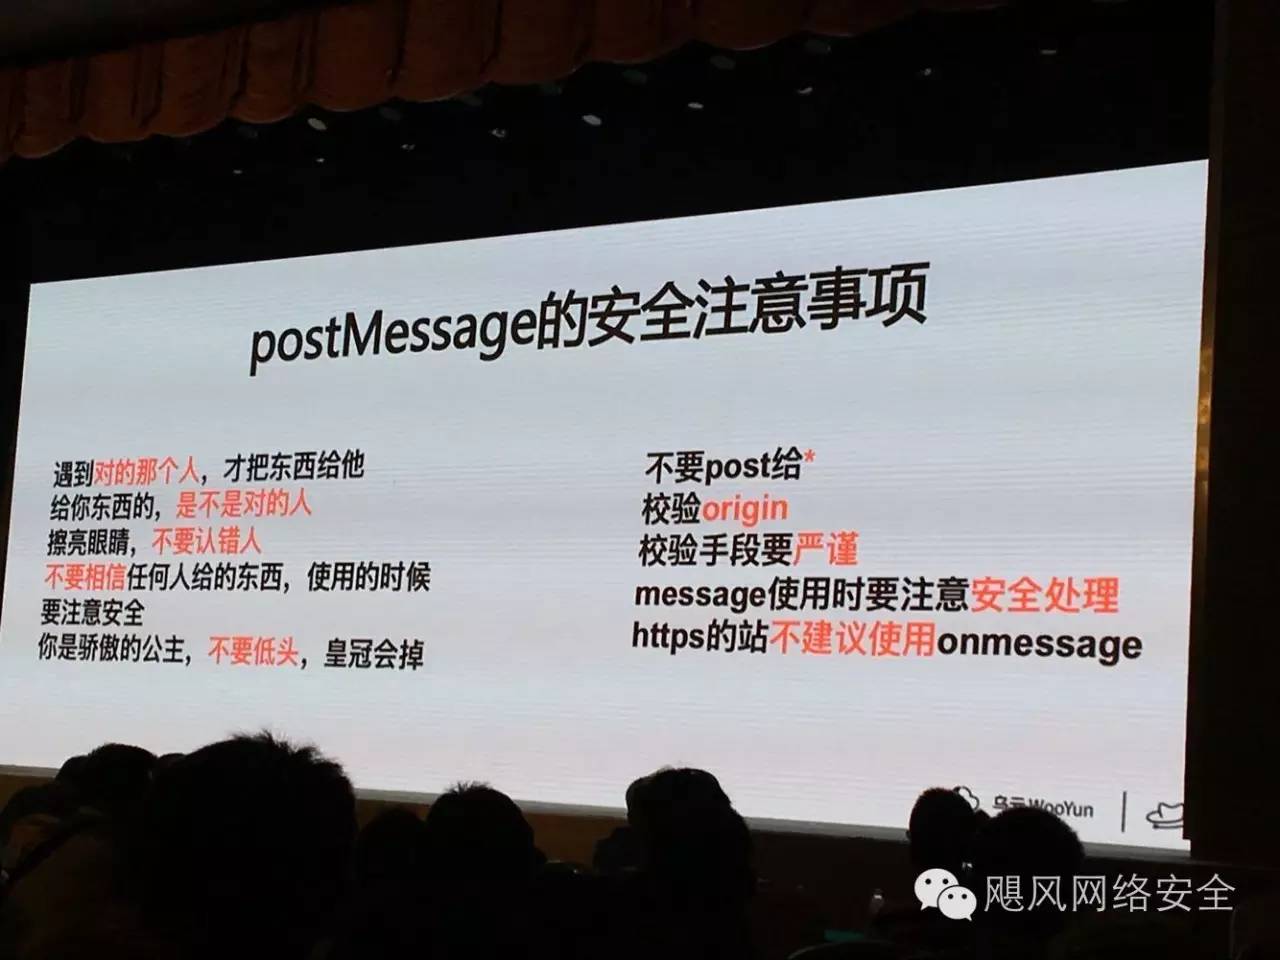 postMessage的安全注意事项
遇到对的那个人，才把东西给他
给你东西的，是不是对的人
擦亮眼睛，不要认错人
不要相信任何人给的东西，使用的时候
要注意安全
你是骄傲的公主，不要低头，皇冠会掉
不要post给*
校验origin
校验手段要严谨
message使用时要注意安全处理
https的站不建议使用onmessage
乌云WooYun
飓风网络安全